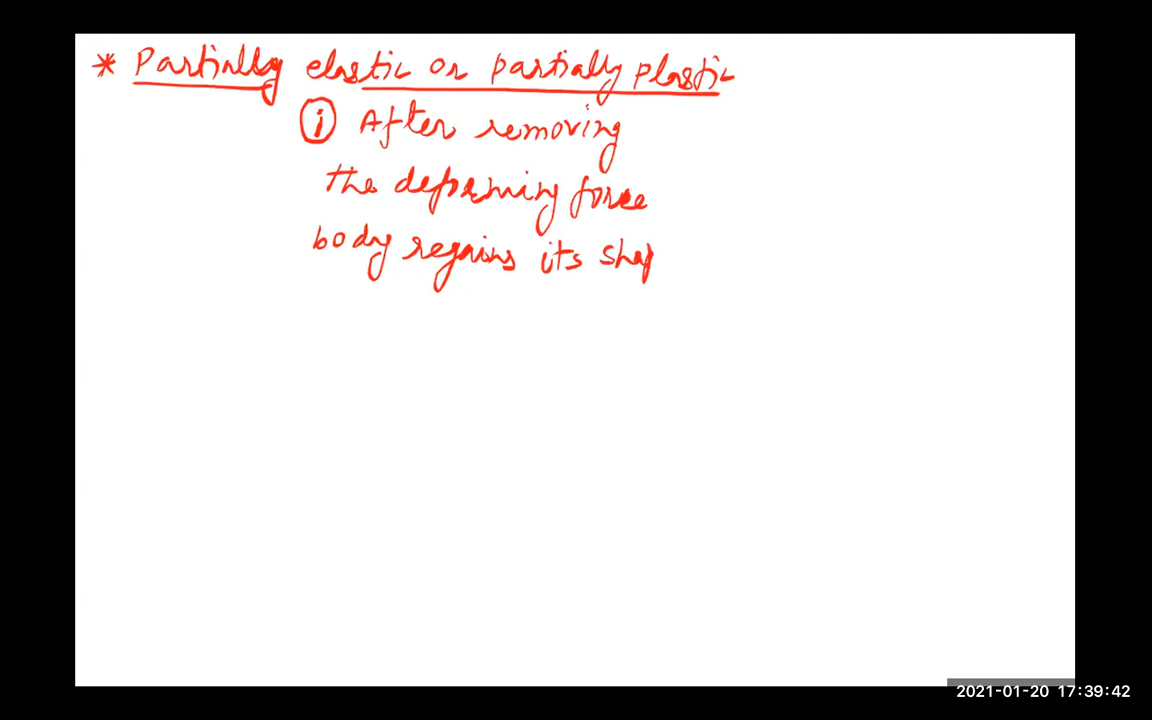 * Partially elastic or partially plastic
i After removing
the deforming force
body regains its shap
2021-01-20 17:39:42